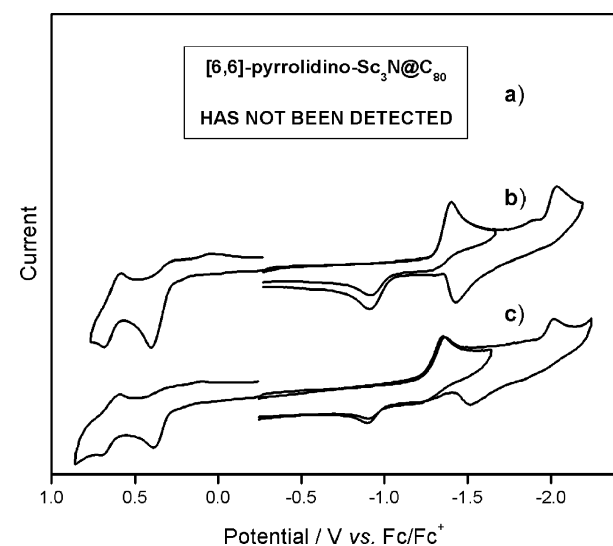 [6,6]-pyrrolidino-Sc₃N@C₈₀
HAS NOT BEEN DETECTED
a)
b)
c)
Current
1.0 0.5 0.0 -0.5 -1.0 -1.5 -2.0
Potential / V vs. Fc/Fc⁺